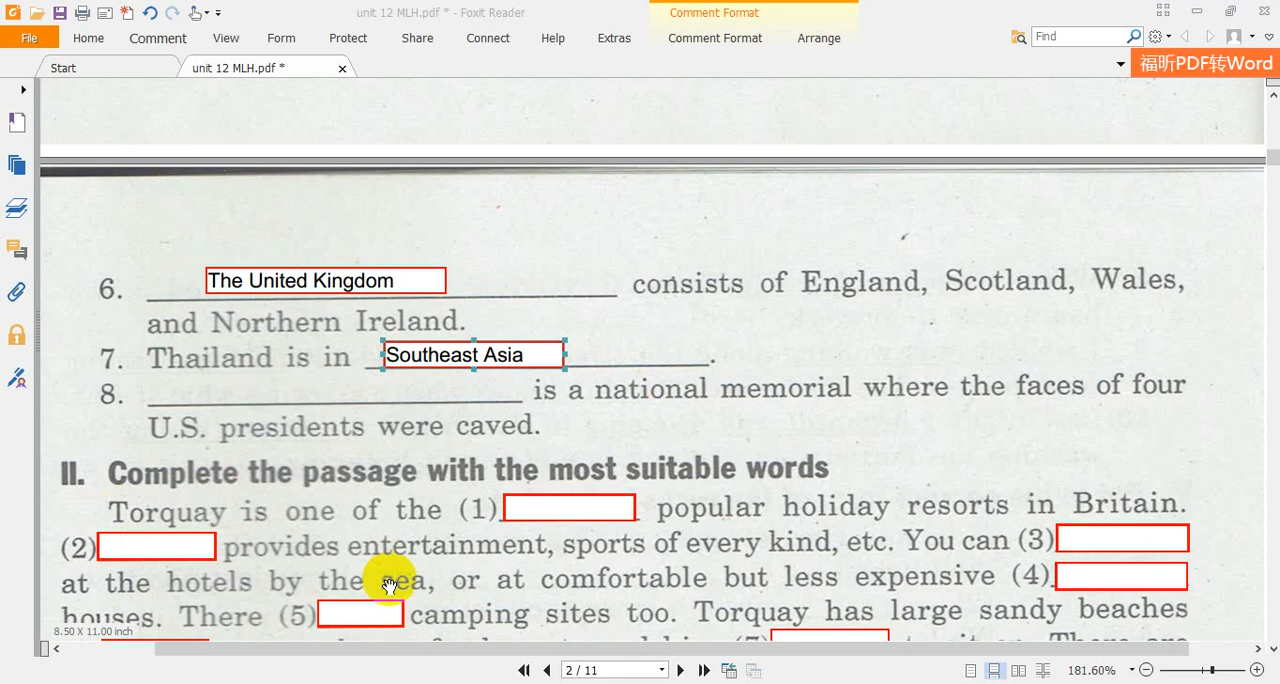 unit 12 MLH.pdf * - Foxit Reader
Comment Format
File Home Comment View Form Protect Share Connect Help Extras Comment Format Arrange Find
Start unit 12 MLH.pdf * 福昕PDF转Word
6. The United Kingdom consists of England, Scotland, Wales,
and Northern Ireland.
7. Thailand is in Southeast Asia.
8. ____ is a national memorial where the faces of four
U.S. presidents were caved.
II. Complete the passage with the most suitable words
Torquay is one of the (1) popular holiday resorts in Britain.
(2) provides entertainment, sports of every kind, etc. You can (3)
at the hotels by the sea, or at comfortable but less expensive (4)
houses. There (5) camping sites too. Torquay has large sandy beaches
8.50 x 11.00 inch
2 / 11 181.60%